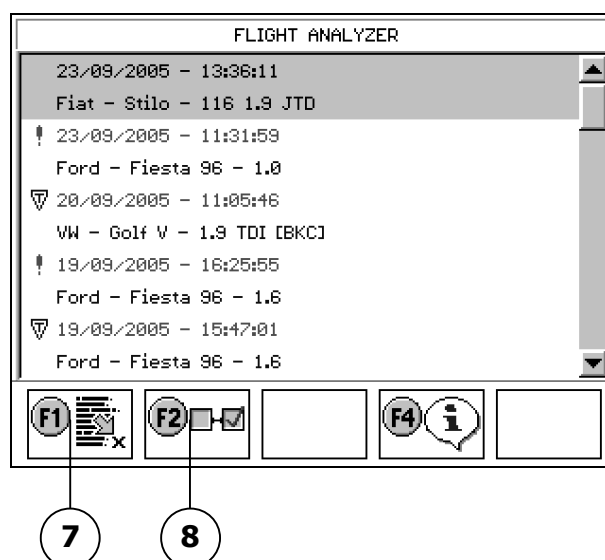 FLIGHT ANALYZER
23/09/2005 - 13:36:11
Fiat - Stilo - 116 1.9 JTD
23/09/2005 - 11:31:59
Ford - Fiesta 96 - 1.0
T 20/09/2005 - 11:05:46
VW - Golf V - 1.9 TDI [BKC]
19/09/2005 - 16:25:55
Ford - Fiesta 96 - 1.6
T 19/09/2005 - 15:47:01
Ford - Fiesta 96 - 1.6
F1 x F2 F4 i
7 8